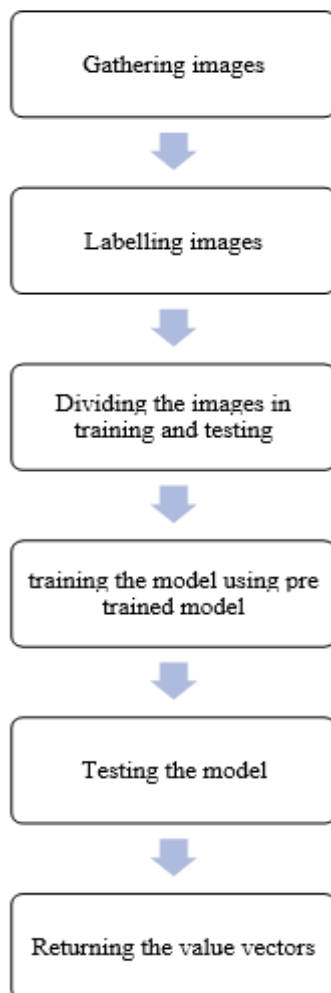 Gathering images
Labelling images
Dividing the images in
training and testing
training the model using pre
trained model
Testing the model
Returning the value vectors